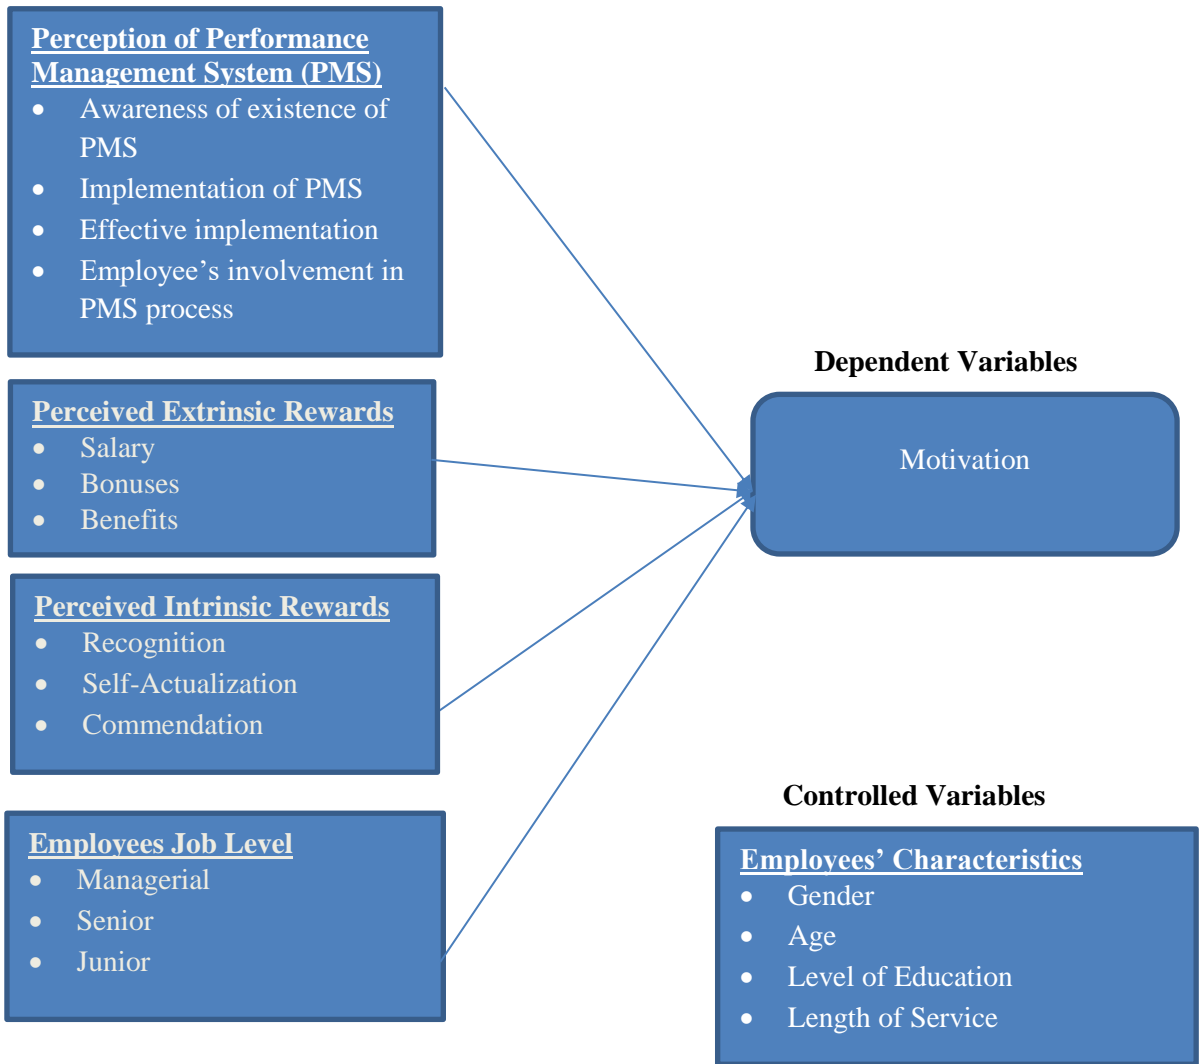 Perception of Performance
Management System (PMS)
• Awareness of existence of
PMS
• Implementation of PMS
• Effective implementation
• Employee’s involvement in
PMS process
Perceived Extrinsic Rewards
• Salary
• Bonuses
• Benefits
Perceived Intrinsic Rewards
• Recognition
• Self-Actualization
• Commendation
Employees Job Level
• Managerial
• Senior
• Junior
Dependent Variables
Motivation
Controlled Variables
Employees’ Characteristics
• Gender
• Age
• Level of Education
• Length of Service